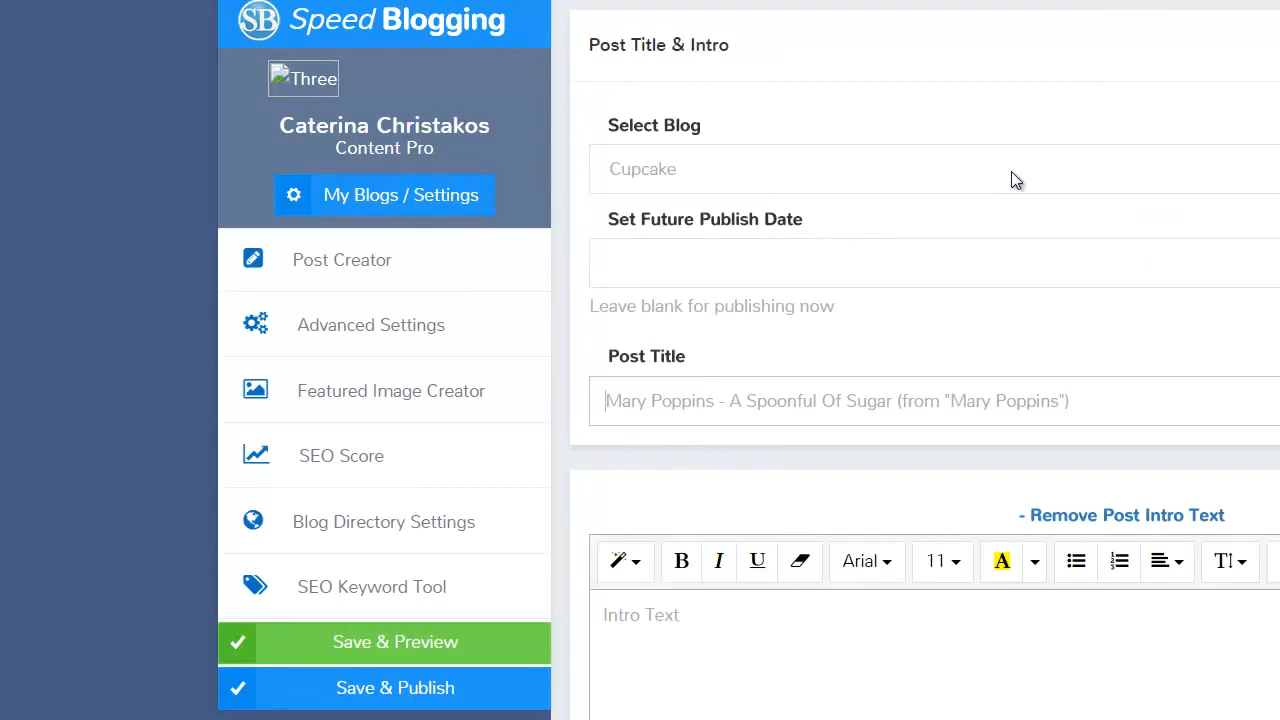 SB Speed Blogging
Three
Caterina Christakos
Content Pro
My Blogs / Settings
Post Creator
Advanced Settings
Featured Image Creator
SEO Score
Blog Directory Settings
SEO Keyword Tool
Save & Preview
Save & Publish
Post Title & Intro
Select Blog
Cupcake
Set Future Publish Date
Leave blank for publishing now
Post Title
Mary Poppins - A Spoonful Of Sugar (from "Mary Poppins")
- Remove Post Intro Text
B I U Arial 11 A T
Intro Text